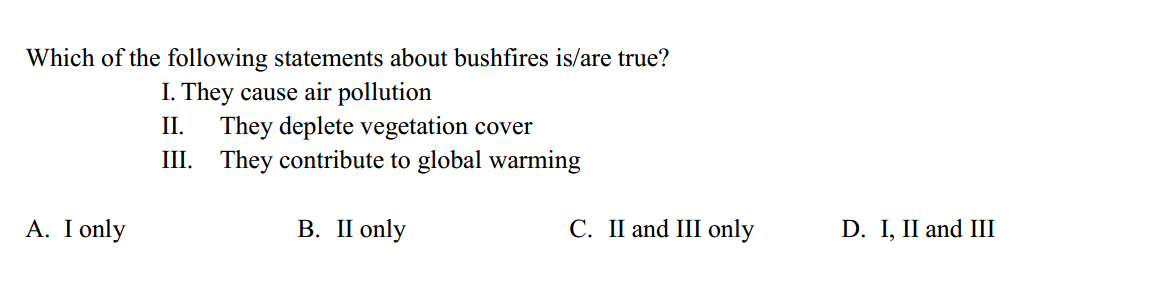 Which of the following statements about bushfires is/are true?
I. They cause air pollution
II. They deplete vegetation cover
III. They contribute to global warming
A. I only B. II only C. II and III only D. I, II and III